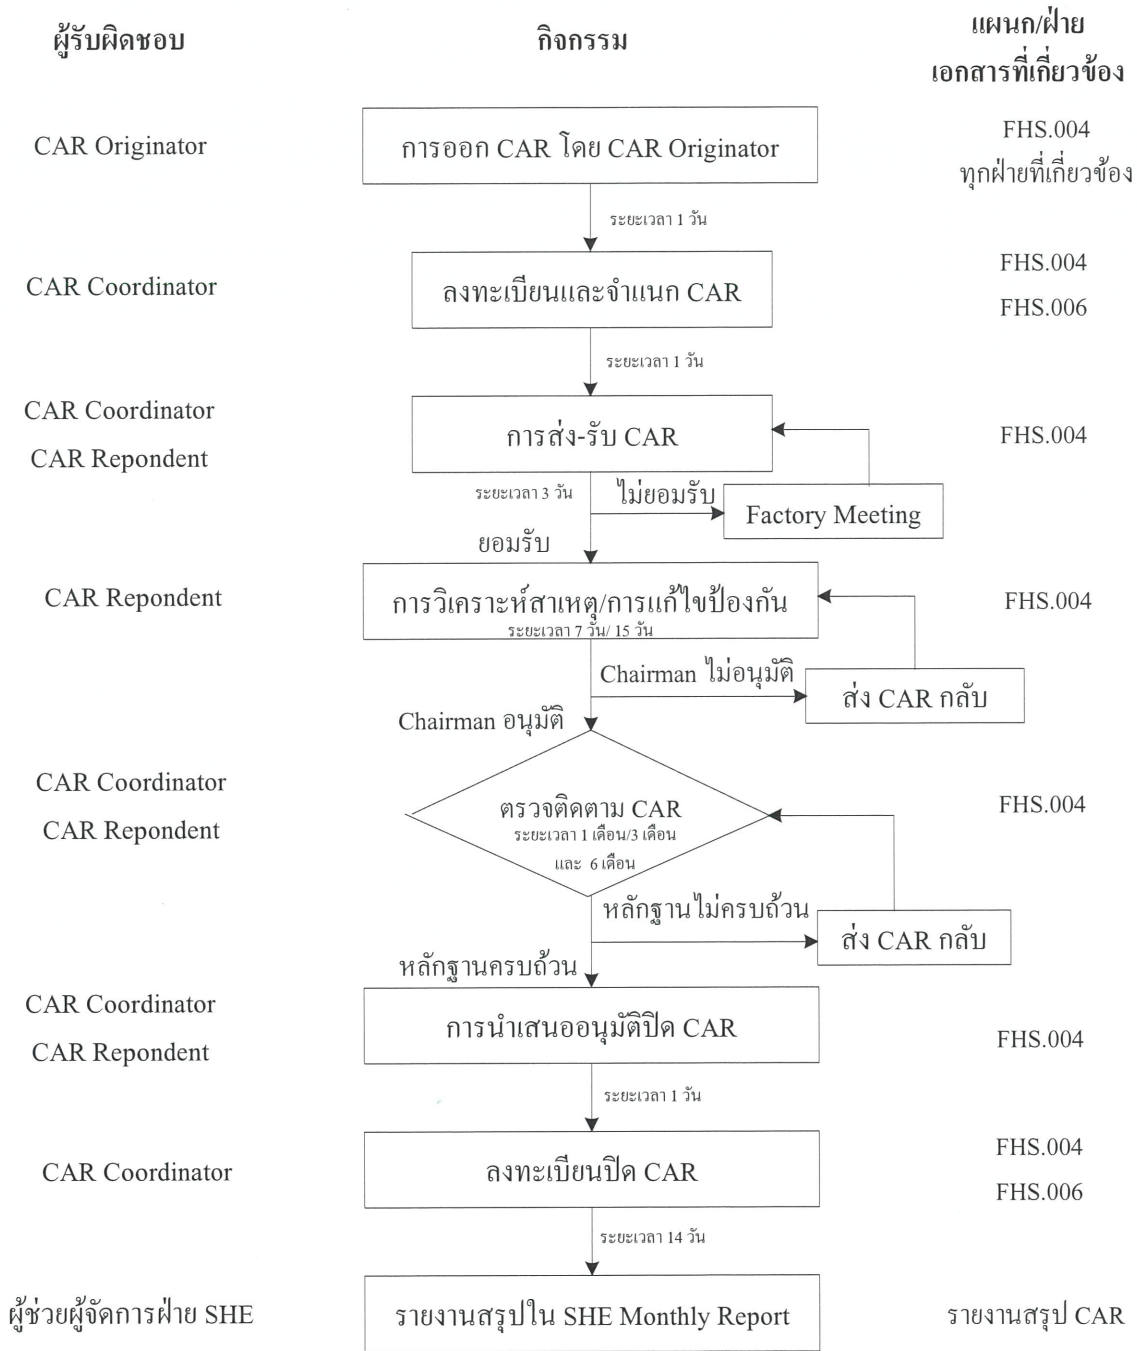 ผู้รับผิดชอบ
กิจกรรม
แผนก/ฝ่าย
เอกสารที่เกี่ยวข้อง
CAR Originator
การออก CAR โดย CAR Originator
FHS.004
ทุกฝ่ายที่เกี่ยวข้อง
ระยะเวลา 1 วัน
CAR Coordinator
ลงทะเบียนและจำแนก CAR
FHS.004
FHS.006
ระยะเวลา 1 วัน
CAR Coordinator
CAR Repondent
การส่ง-รับ CAR
FHS.004
ระยะเวลา 3 วัน
ไม่ยอมรับ
Factory Meeting
ยอมรับ
CAR Repondent
การวิเคราะห์สาเหตุ/การแก้ไขป้องกัน
ระยะเวลา 7 วัน/ 15 วัน
FHS.004
Chairman ไม่อนุมัติ
ส่ง CAR กลับ
Chairman อนุมัติ
CAR Coordinator
CAR Repondent
ตรวจติดตาม CAR
ระยะเวลา 1 เดือน/3 เดือน
และ 6 เดือน
FHS.004
หลักฐานไม่ครบถ้วน
ส่ง CAR กลับ
หลักฐานครบถ้วน
CAR Coordinator
CAR Repondent
การนำเสนออนุมัติปิด CAR
FHS.004
ระยะเวลา 1 วัน
CAR Coordinator
ลงทะเบียนปิด CAR
FHS.004
FHS.006
ระยะเวลา 14 วัน
ผู้ช่วยผู้จัดการฝ่าย SHE
รายงานสรุปใน SHE Monthly Report
รายงานสรุป CAR